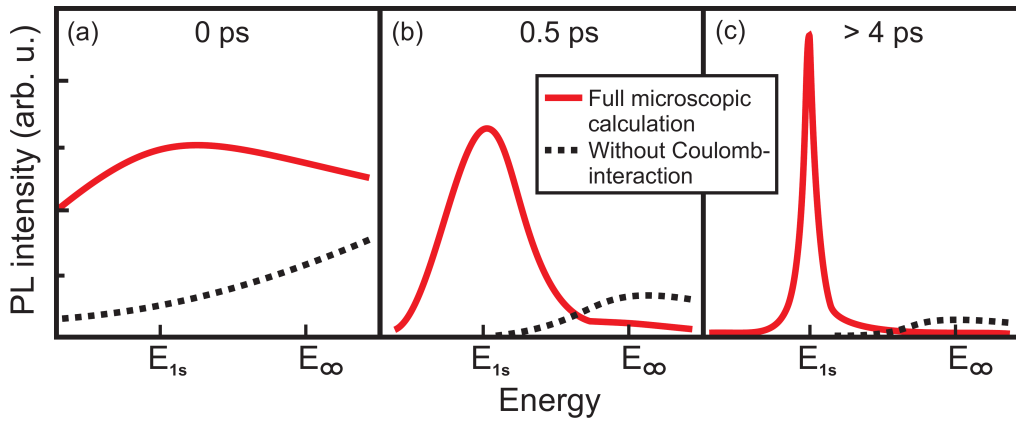 (a) 0 ps
(b) 0.5 ps
(c) > 4 ps
PL intensity (arb. u.)
Full microscopic
calculation
Without Coulomb-
interaction
E1s E∞
E1s E∞
E1s E∞
Energy